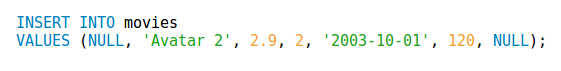 INSERT INTO movies
VALUES (NULL, 'Avatar 2', 2.9, 2, '2003-10-01', 120, NULL);